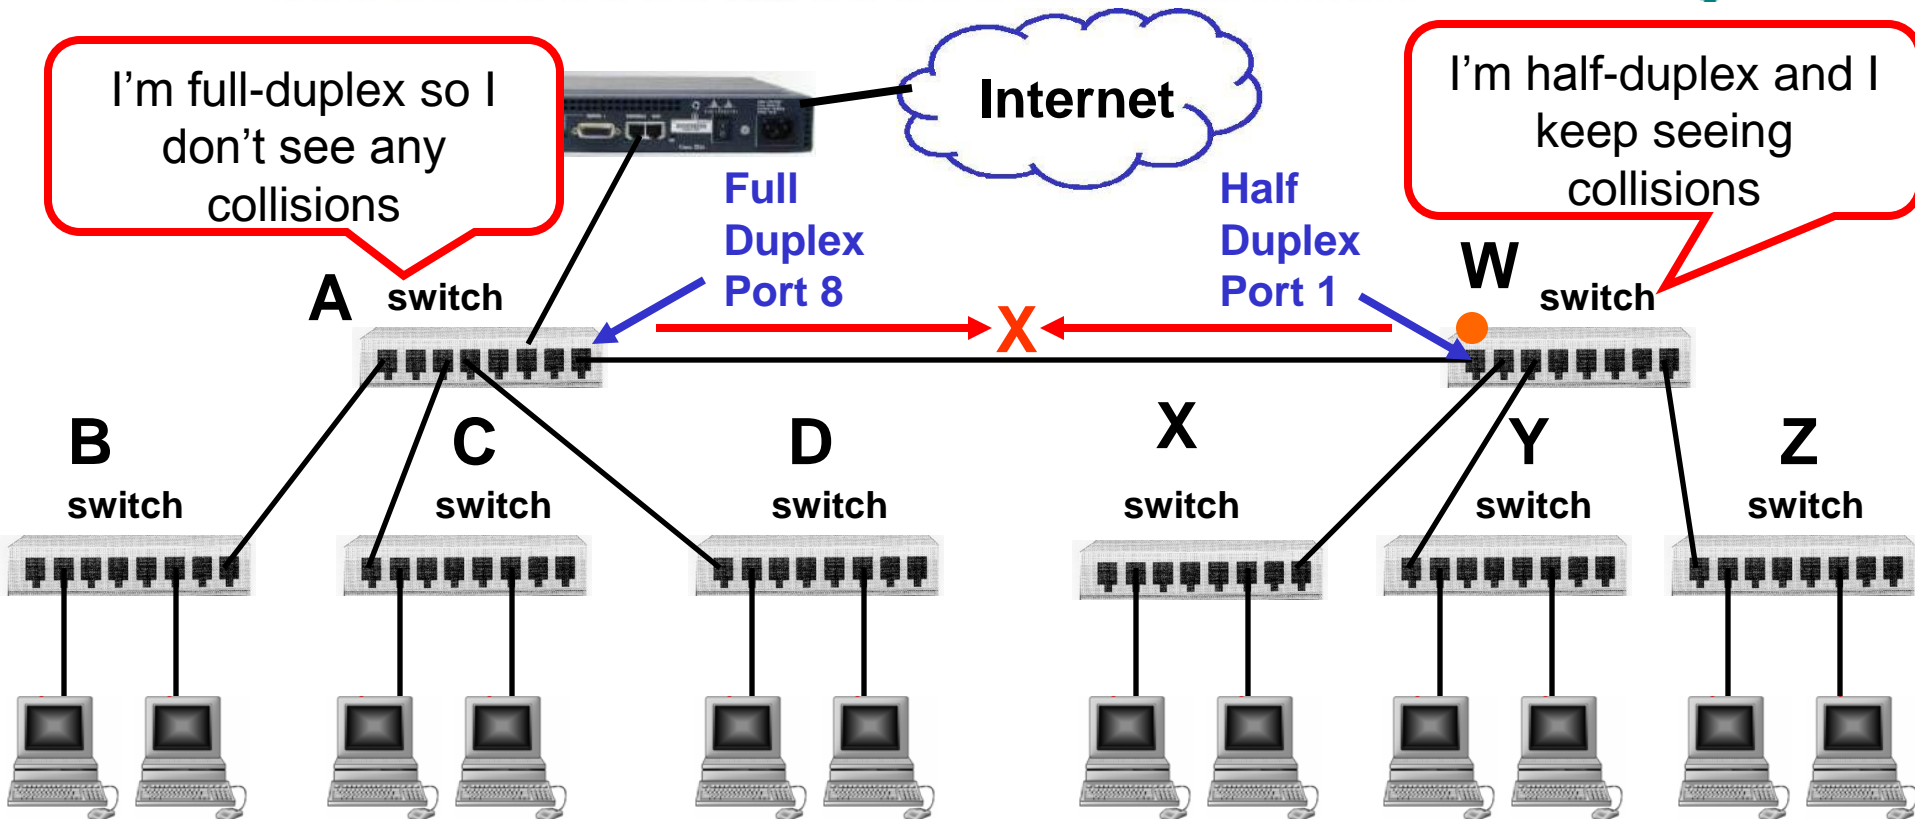 I'm full-duplex so I
don't see any
collisions
Internet
I'm half-duplex and I
keep seeing
collisions
Full
Duplex
Port 8
Half
Duplex
Port 1
A
switch
W
switch
X
B
switch
C
switch
D
switch
X
switch
Y
switch
Z
switch